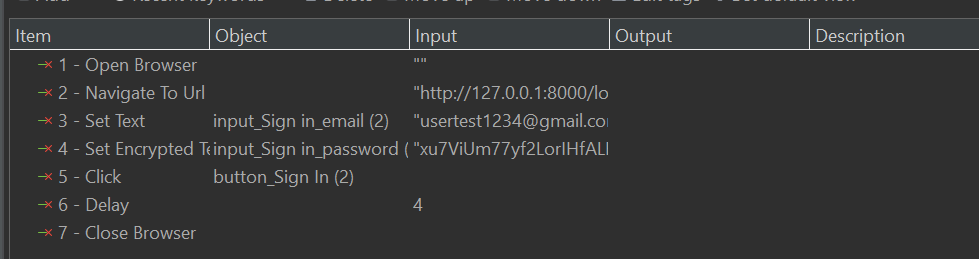 Item Object Input Output Description
1 - Open Browser ""
2 - Navigate To Url "http://127.0.0.1:8000/lo
3 - Set Text input_Sign in_email (2) "usertest1234@gmail.co
4 - Set Encrypted Te input_Sign in_password ( "xu7ViUm77yf2LorIHfAL
5 - Click button_Sign In (2)
6 - Delay 4
7 - Close Browser